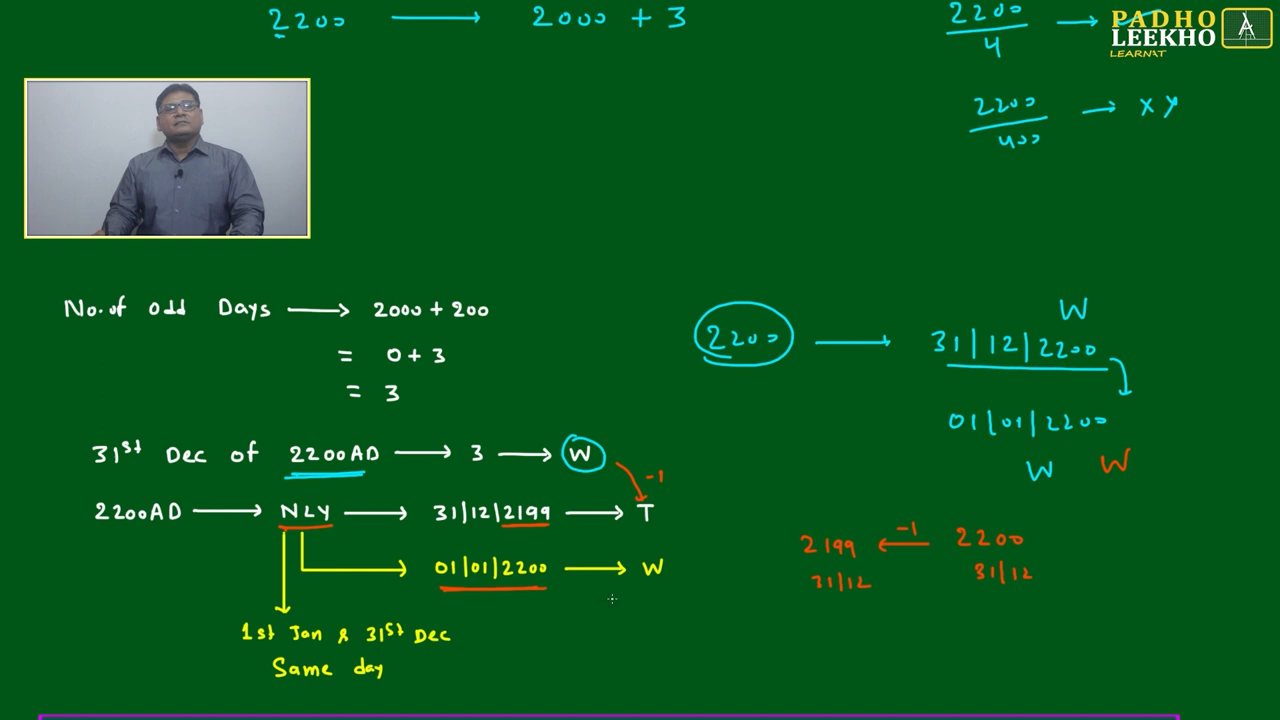 2200 ⟶ 2000 + 3
2200/4 ⟶
PADHO
LEEKHO
LEARN IT
2200/400 ⟶ x y
No. of odd Days ⟶ 2000 + 200
= 0 + 3
= 3
31st Dec of 2200AD ⟶ 3 ⟶ W
-1
2200AD ⟶ NLY ⟶ 31/12/2199 ⟶ T
01/01/2200 ⟶ W
1st Jan & 31st Dec
Same day
W
2200 ⟶ 31/12/2200
01/01/2200
W W
2199 ⟵ -1 2200
31/12 31/12